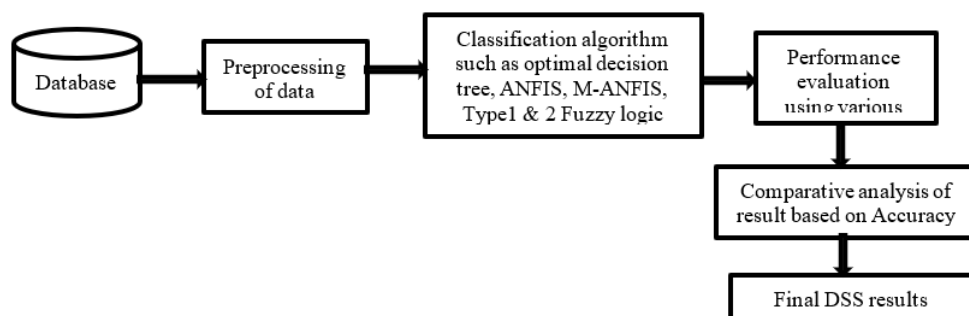 Database
Preprocessing
of data
Classification algorithm
such as optimal decision
tree, ANFIS, M-ANFIS,
Type1 & 2 Fuzzy logic
Performance
evaluation
using various
Comparative analysis of
result based on Accuracy
Final DSS results